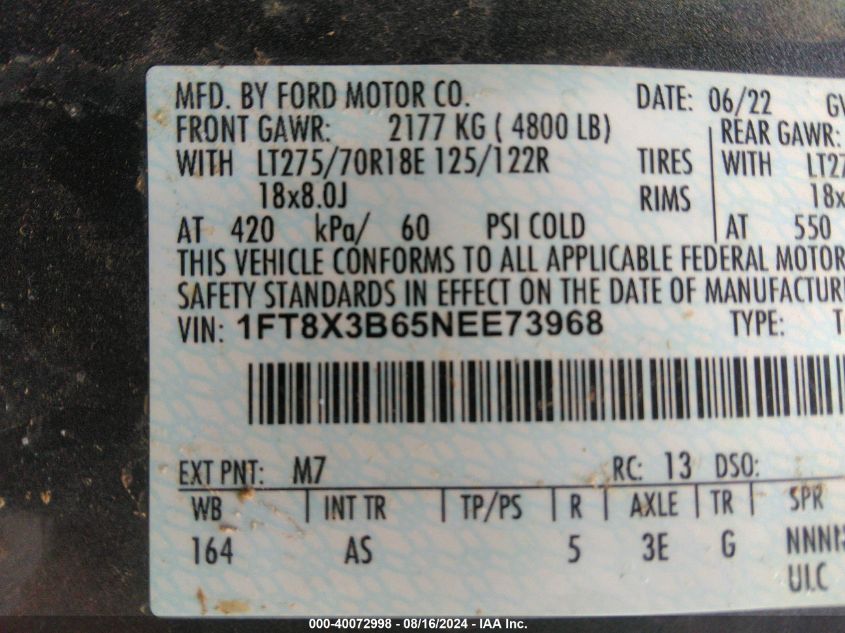 MFD. BY FORD MOTOR CO. DATE: 06/22
FRONT GAWR: 2177 KG ( 4800 LB) REAR GAWR:
WITH LT275/70R18E 125/122R TIRES WITH
18x8.0J RIMS
AT 420 kPa/ 60 PSI COLD AT 550
THIS VEHICLE CONFORMS TO ALL APPLICABLE FEDERAL MOTOR
SAFETY STANDARDS IN EFFECT ON THE DATE OF
VIN: 1FT8X3B65NEE73968 TYPE:
EXT PNT: M7 RC: 13 DSO:
WB INT TR TP/PS R AXLE TR SPR
164 AS 5 3E G
000-40072998 - 08/16/2024 - IAA Inc.